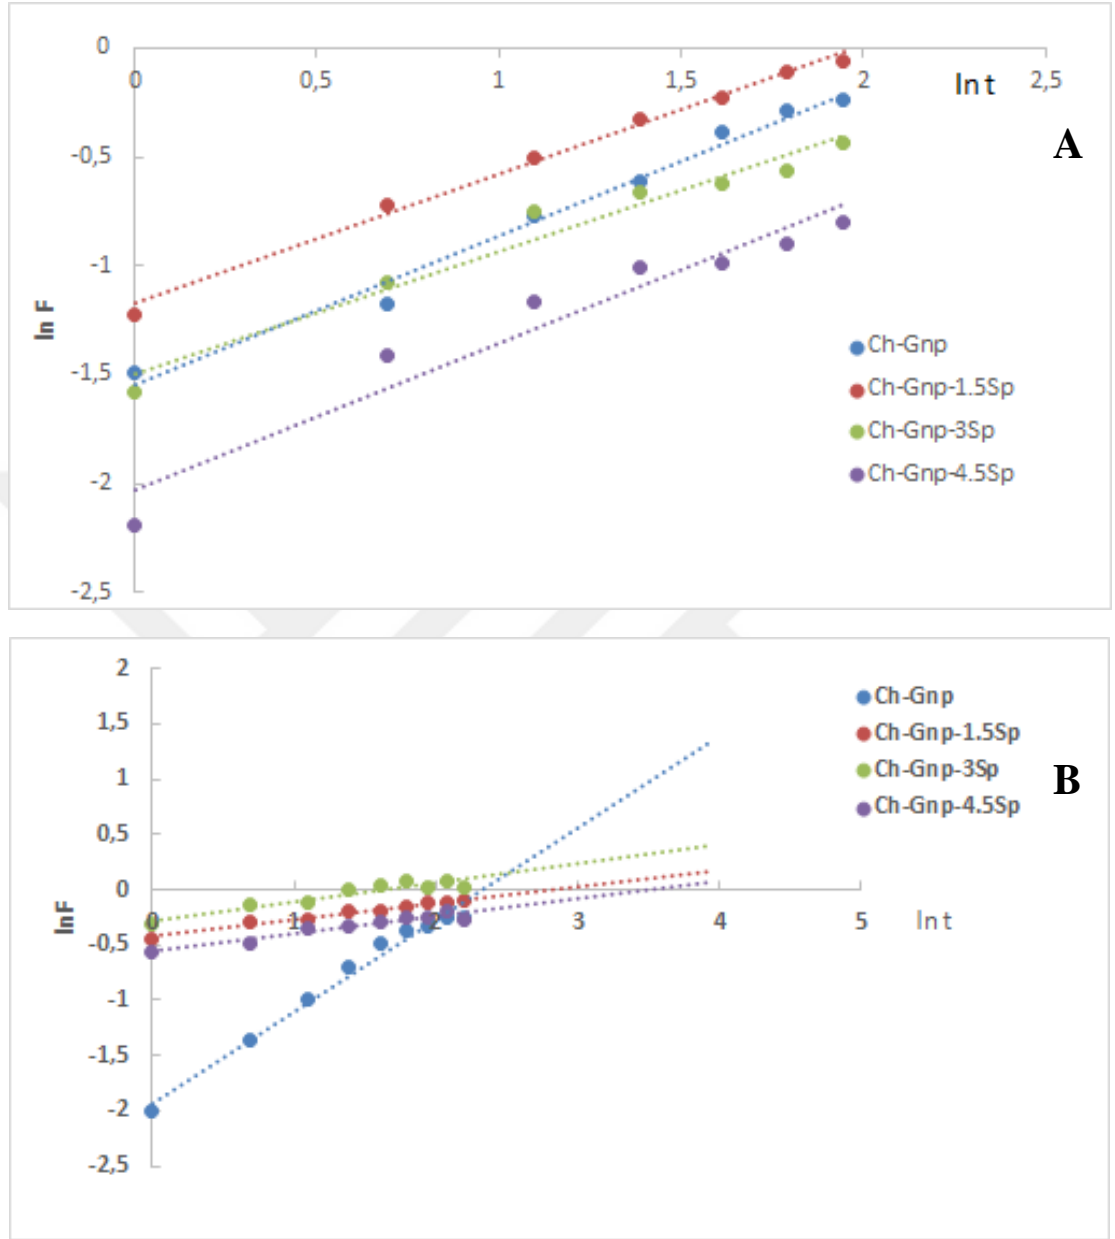 0
0 0,5 1 1,5 2 2,5
ln t
A
-0,5
-1
ln F
-1,5
-2
-2,5
Ch-Gnp
Ch-Gnp-1.5Sp
Ch-Gnp-3Sp
Ch-Gnp-4.5Sp
2
1,5
1
0,5
0
0 1 2 3 4 5
ln t
lnF
-0,5
-1
-1,5
-2
-2,5
Ch-Gnp
Ch-Gnp-1.5Sp
Ch-Gnp-3Sp
Ch-Gnp-4.5Sp
B